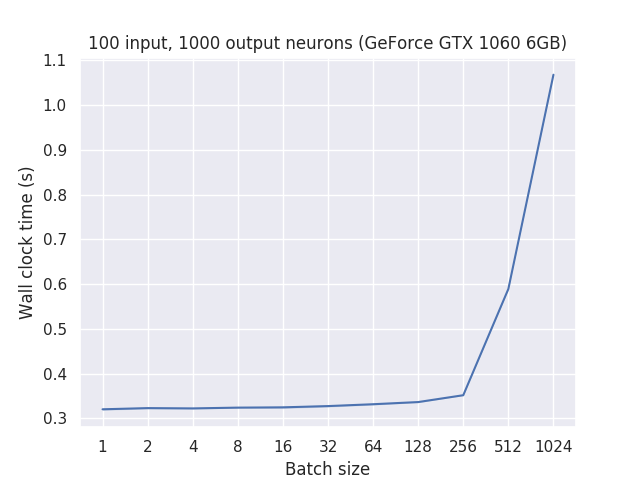 100 input, 1000 output neurons (GeForce GTX 1060 6GB)
Wall clock time (s)
1.1
1.0
0.9
0.8
0.7
0.6
0.5
0.4
0.3
1 2 4 8 16 32 64 128 256 512 1024
Batch size